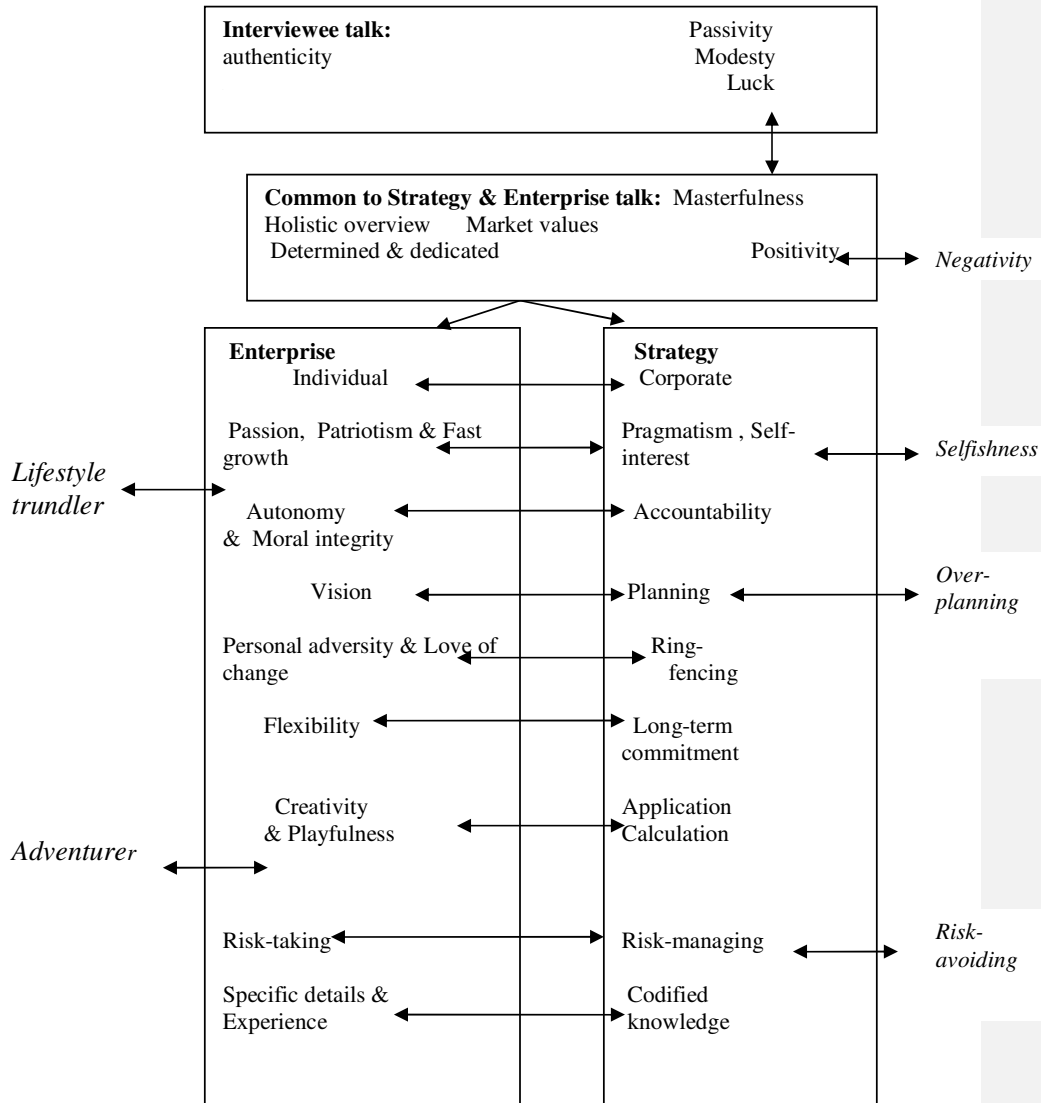 Interviewee talk: Passivity
authenticity Modesty
Luck
Common to Strategy & Enterprise talk: Masterfulness
Holistic overview Market values
Determined & dedicated Positivity Negativity
Enterprise Strategy
Individual Corporate
Passion, Patriotism & Fast Pragmatism , Self-
growth interest Selfishness
Lifestyle
trundler
Autonomy Accountability
& Moral integrity
Over-
Vision Planning planning
Personal adversity & Love of Ring-
change fencing
Flexibility Long-term
commitment
Creativity Application
& Playfulness Calculation
Adventurer
Risk-taking Risk-managing Risk-
avoiding
Specific details & Codified
Experience knowledge